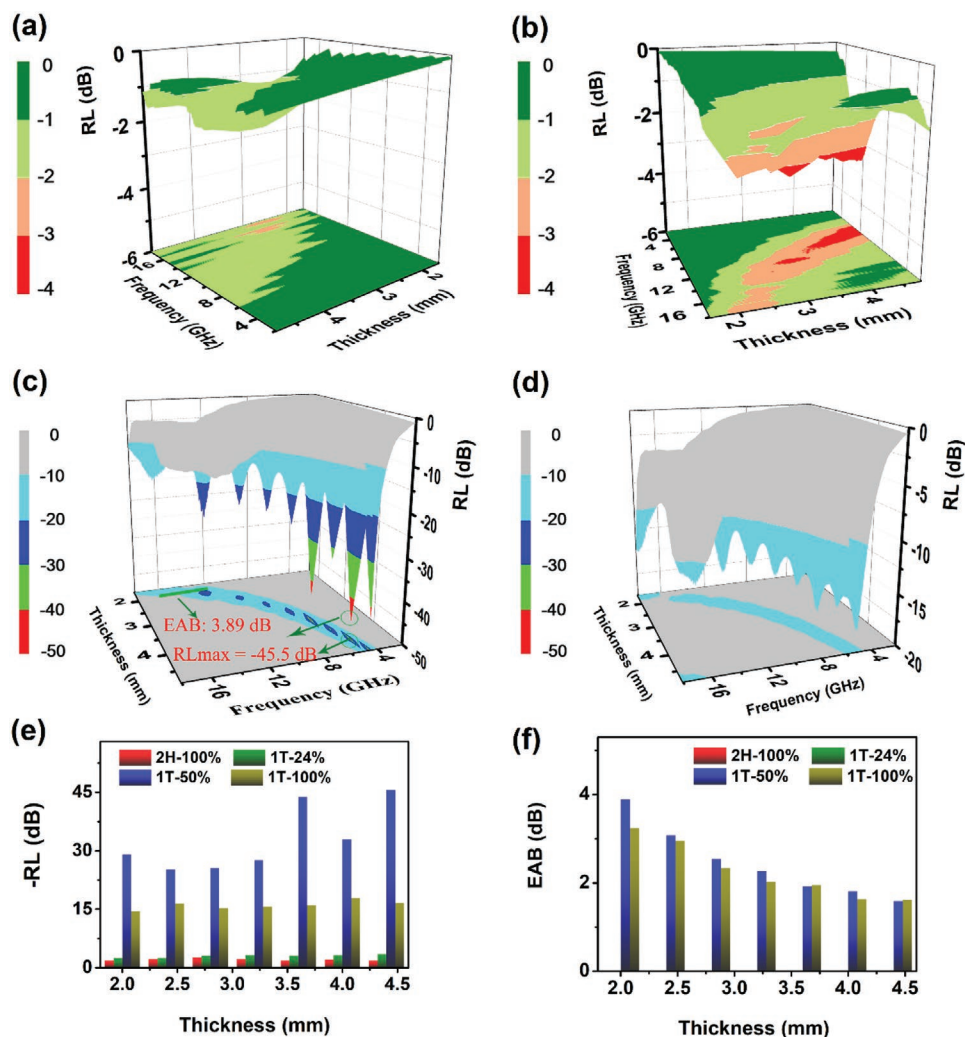 (a)
0
-1
-2
-3
-4
RL (dB)
0
-2
-4
-6
16
12
8
4
Frequency (GHz)
4
3
2
Thickness (mm)
(b)
0
-1
-2
-3
-4
RL (dB)
0
-2
-4
-6
4
8
12
16
Frequency (GHz)
2
3
4
Thickness (mm)
(c)
0
-10
-20
-30
-40
-50
0
-10
-20
-30
-40
-50
RL (dB)
EAB: 3.89 dB
RLmax = -45.5 dB
2
3
4
Thickness (mm)
16
12
8
4
Frequency (GHz)
(d)
0
-10
-20
-30
-40
-50
0
-5
-10
-15
-20
RL (dB)
2
3
4
Thickness (mm)
16
12
8
4
Frequency (GHz)
(e)
2H-100% 1T-24%
1T-50% 1T-100%
45
30
15
0
-RL (dB)
2.0 2.5 3.0 3.5 4.0 4.5
Thickness (mm)
(f)
2H-100% 1T-24%
1T-50% 1T-100%
4
2
0
EAB (dB)
2.0 2.5 3.0 3.5 4.0 4.5
Thickness (mm)